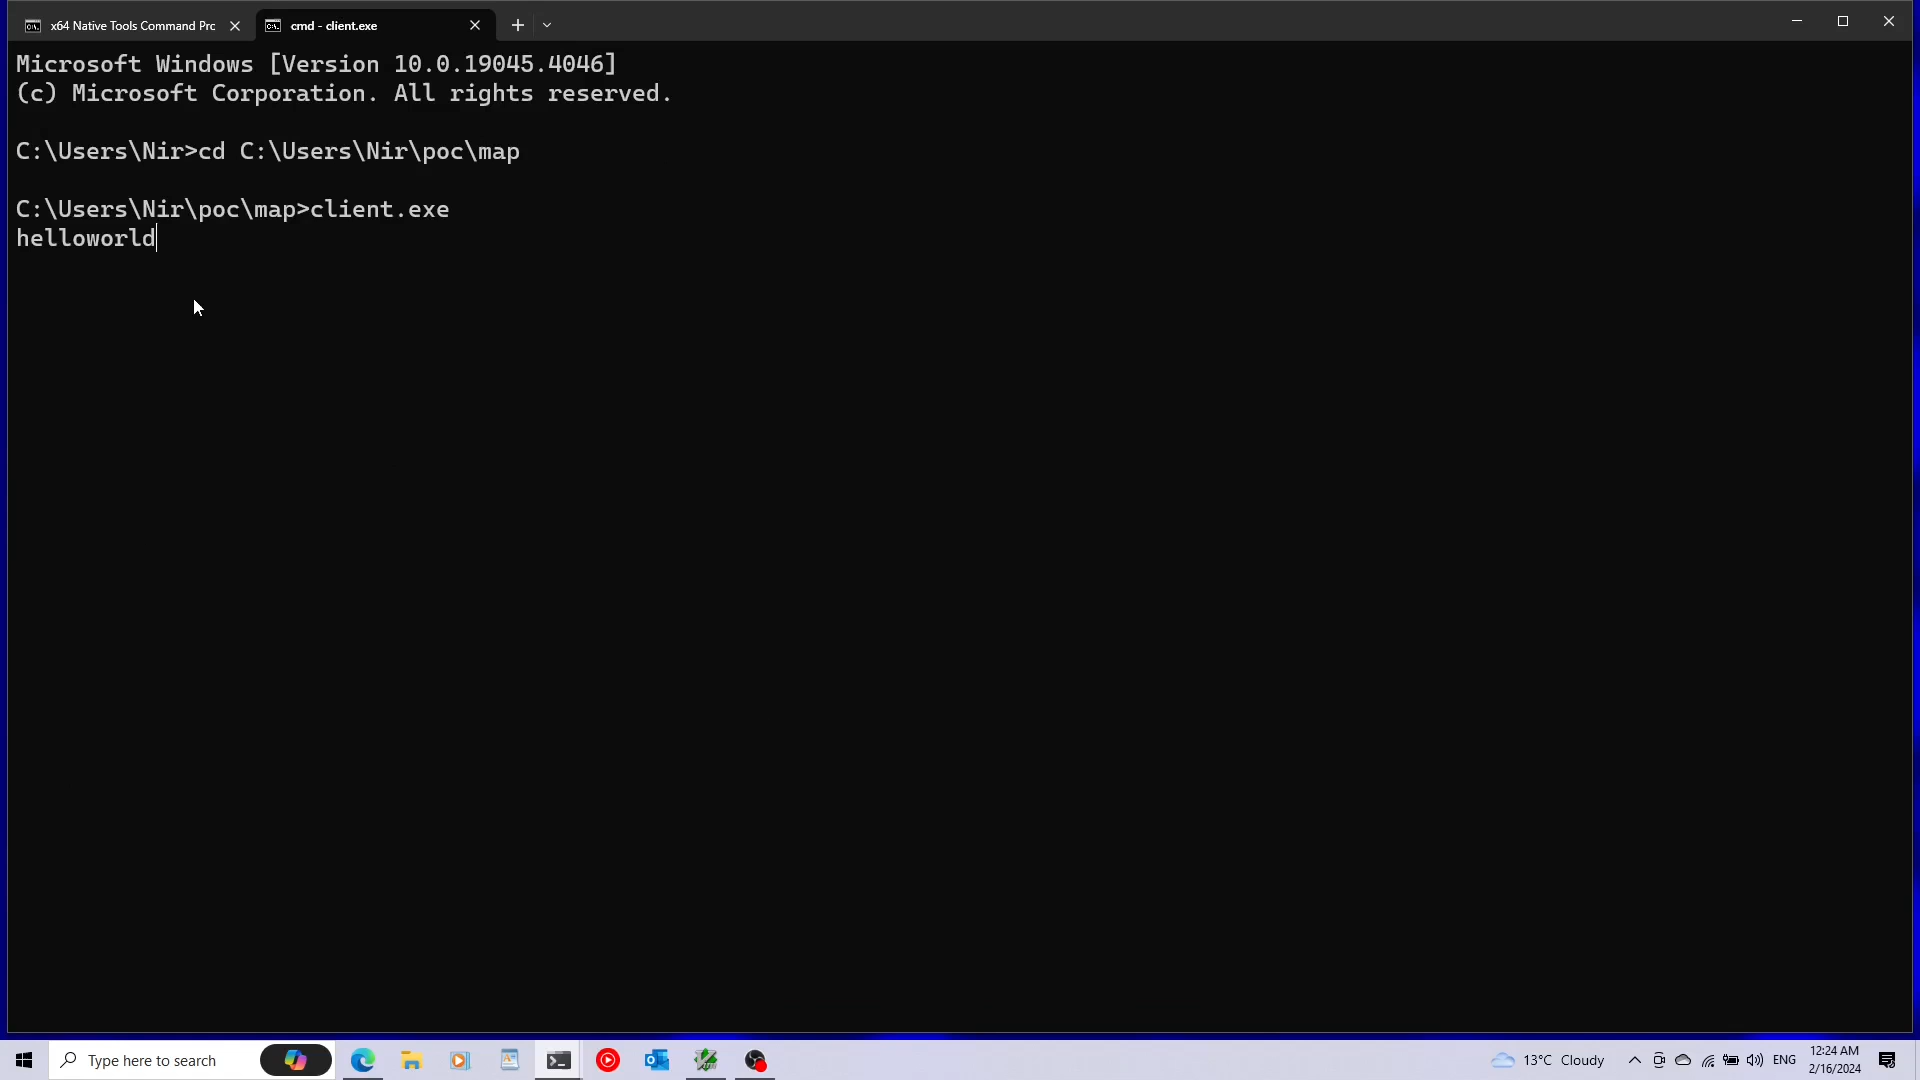 x64 Native Tools Command Prc
cmd - client.exe
Microsoft Windows [Version 10.0.19045.4046]
(c) Microsoft Corporation. All rights reserved.
C:\Users\Nir>cd C:\Users\Nir\poc\map
C:\Users\Nir\poc\map>client.exe
helloworld
Type here to search
13°C Cloudy
ENG
12:24 AM
2/16/2024